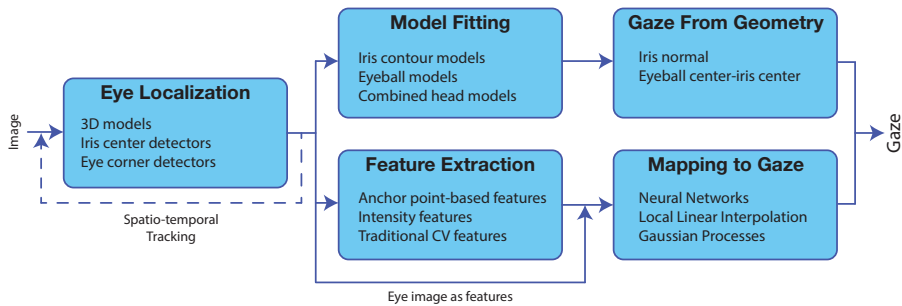 Image
Eye Localization
3D models
Iris center detectors
Eye corner detectors
Spatio-temporal
Tracking
Model Fitting
Iris contour models
Eyeball models
Combined head models
Gaze From Geometry
Iris normal
Eyeball center-iris center
Feature Extraction
Anchor point-based features
Intensity features
Traditional CV features
Mapping to Gaze
Neural Networks
Local Linear Interpolation
Gaussian Processes
Eye image as features
Gaze